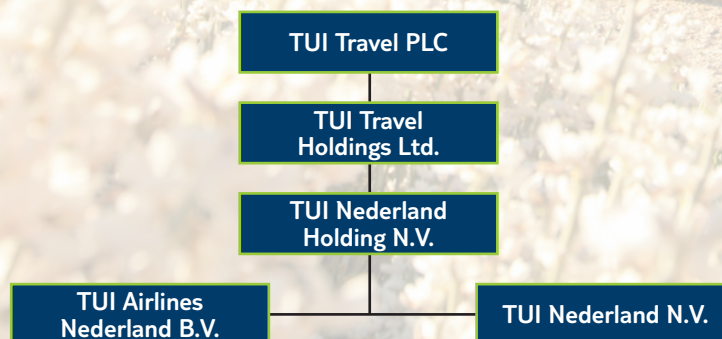 TUI Travel PLC
TUI Travel
Holdings Ltd.
TUI Nederland
Holding N.V.
TUI Airlines
Nederland B.V.
TUI Nederland N.V.